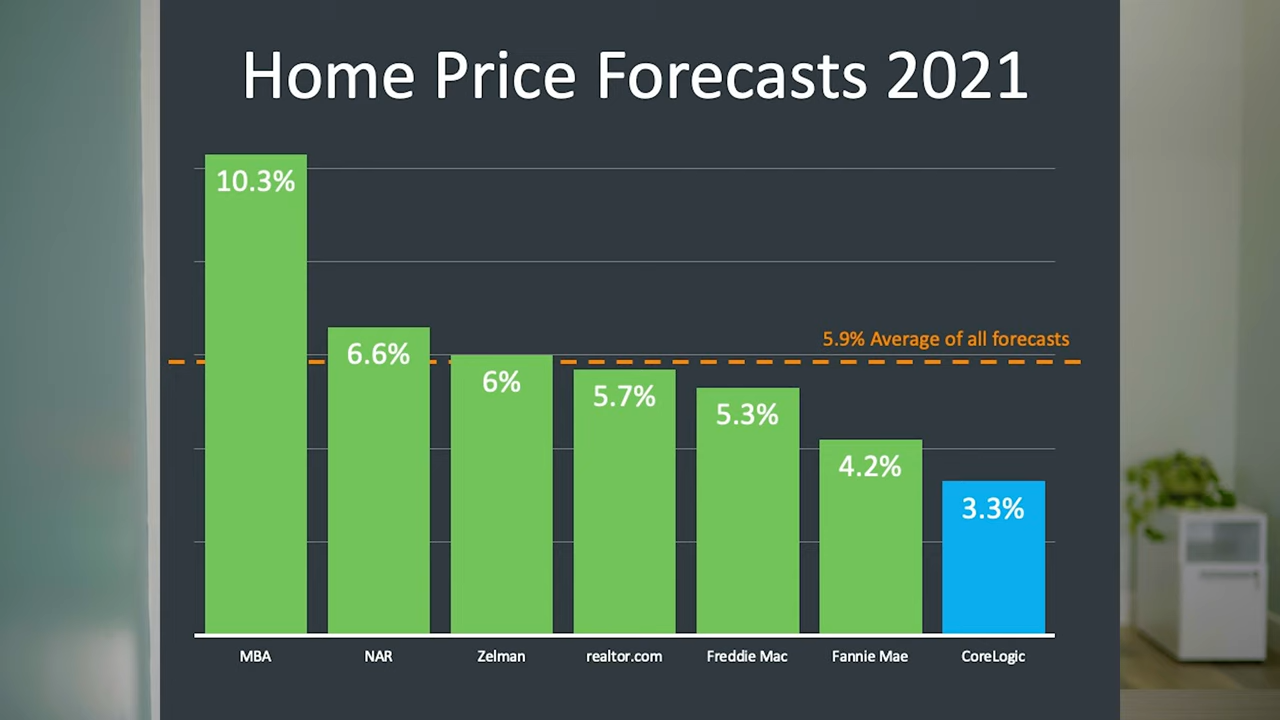 Home Price Forecasts 2021
10.3%
5.9% Average of all forecasts
6.6%
6%
5.7%
5.3%
4.2%
3.3%
MBA NAR Zelman realtor.com Freddie Mac Fannie Mae CoreLogic